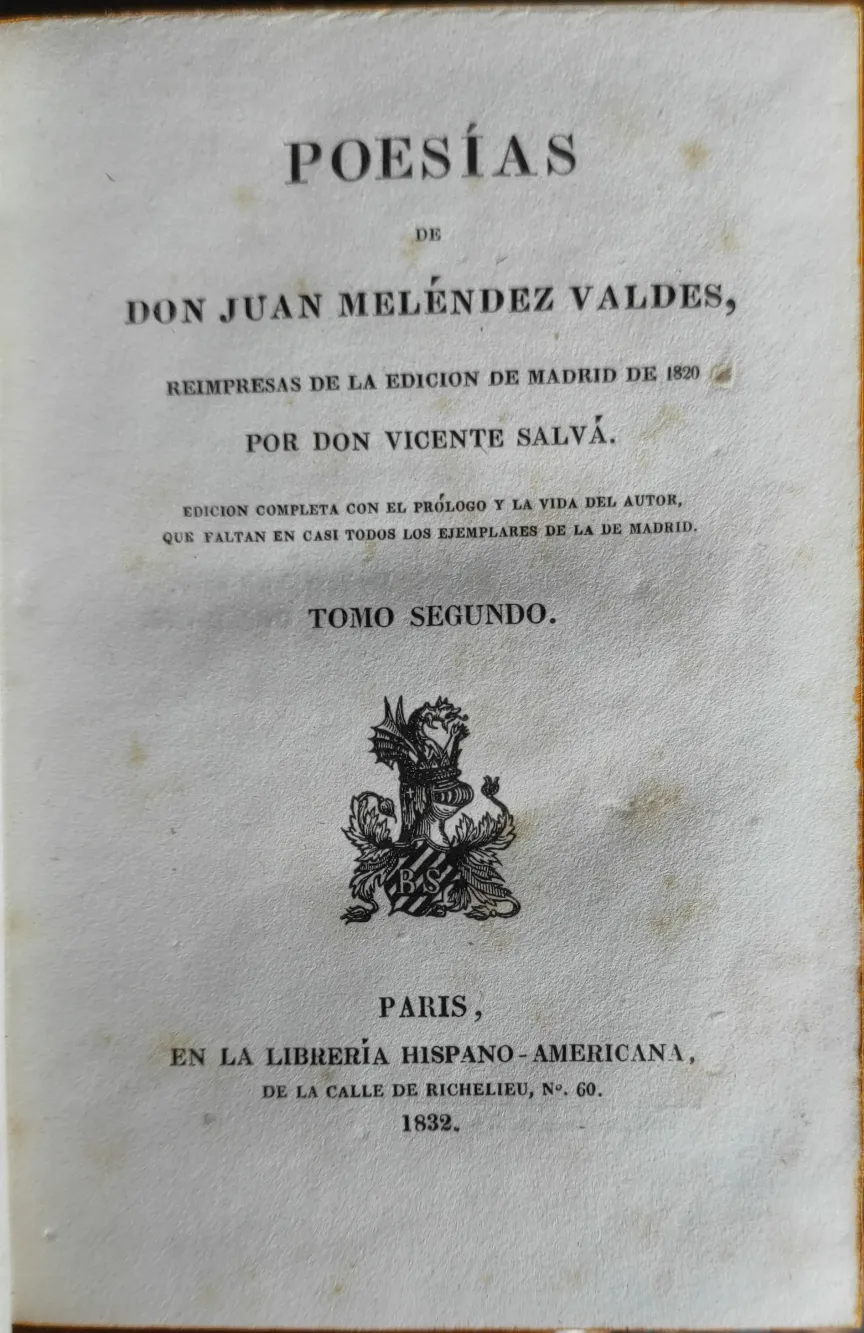 POESÍAS
DE
DON JUAN MELÉNDEZ VALDES,
REIMPRESAS DE LA EDICION DE MADRID DE 1820
POR DON VICENTE SALVÁ.
EDICION COMPLETA CON EL PRÓLOGO Y LA VIDA DEL AUTOR,
QUE FALTAN EN CASI TODOS LOS EJEMPLARES DE LA DE MADRID.
TOMO SEGUNDO.
B S
PARIS,
EN LA LIBRERÍA HISPANO-AMERICANA,
DE LA CALLE DE RICHELIEU, Nº. 60.
1832.